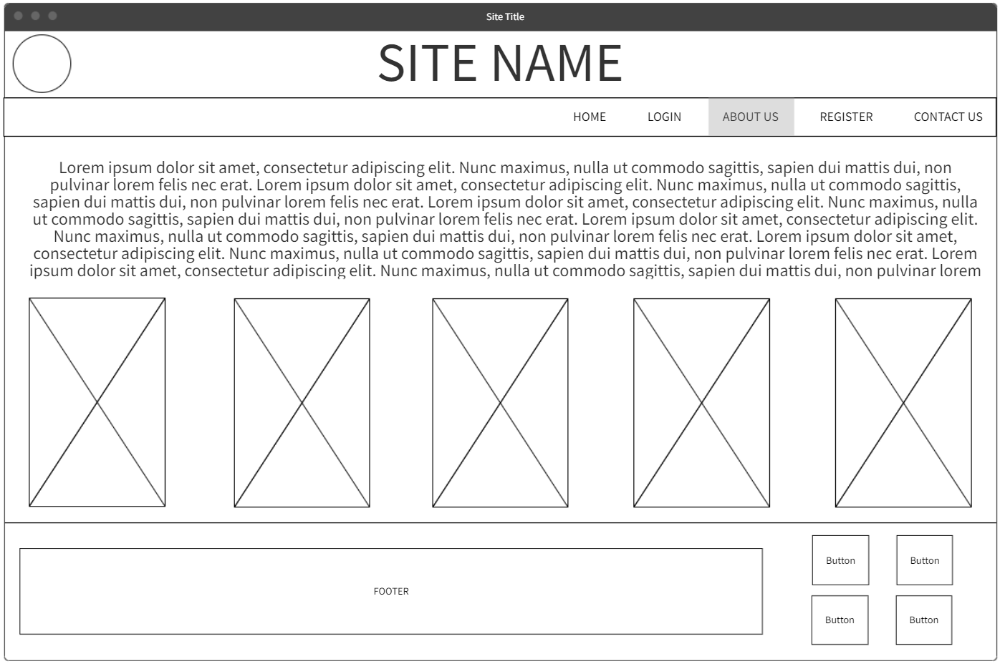 Site Title
SITE NAME
HOME LOGIN ABOUT US REGISTER CONTACT US
Lorem ipsum dolor sit amet, consectetur adipiscing elit. Nunc maximus, nulla ut commodo sagittis, sapien dui mattis dui, non
pulvinar lorem felis nec erat. Lorem ipsum dolor sit amet, consectetur adipiscing elit. Nunc maximus, nulla ut commodo sagittis,
sapien dui mattis dui, non pulvinar lorem felis nec erat. Lorem ipsum dolor sit amet, consectetur adipiscing elit. Nunc maximus, nulla
ut commodo sagittis, sapien dui mattis dui, non pulvinar lorem felis nec erat. Lorem ipsum dolor sit amet, consectetur adipiscing elit.
Nunc maximus, nulla ut commodo sagittis, sapien dui mattis dui, non pulvinar lorem felis nec erat. Lorem ipsum dolor sit amet,
consectetur adipiscing elit. Nunc maximus, nulla ut commodo sagittis, sapien dui mattis dui, non pulvinar lorem felis nec erat. Lorem
ipsum dolor sit amet, consectetur adipiscing elit. Nunc maximus, nulla ut commodo sagittis, sapien dui mattis dui, non pulvinar lorem
FOOTER
Button Button
Button Button